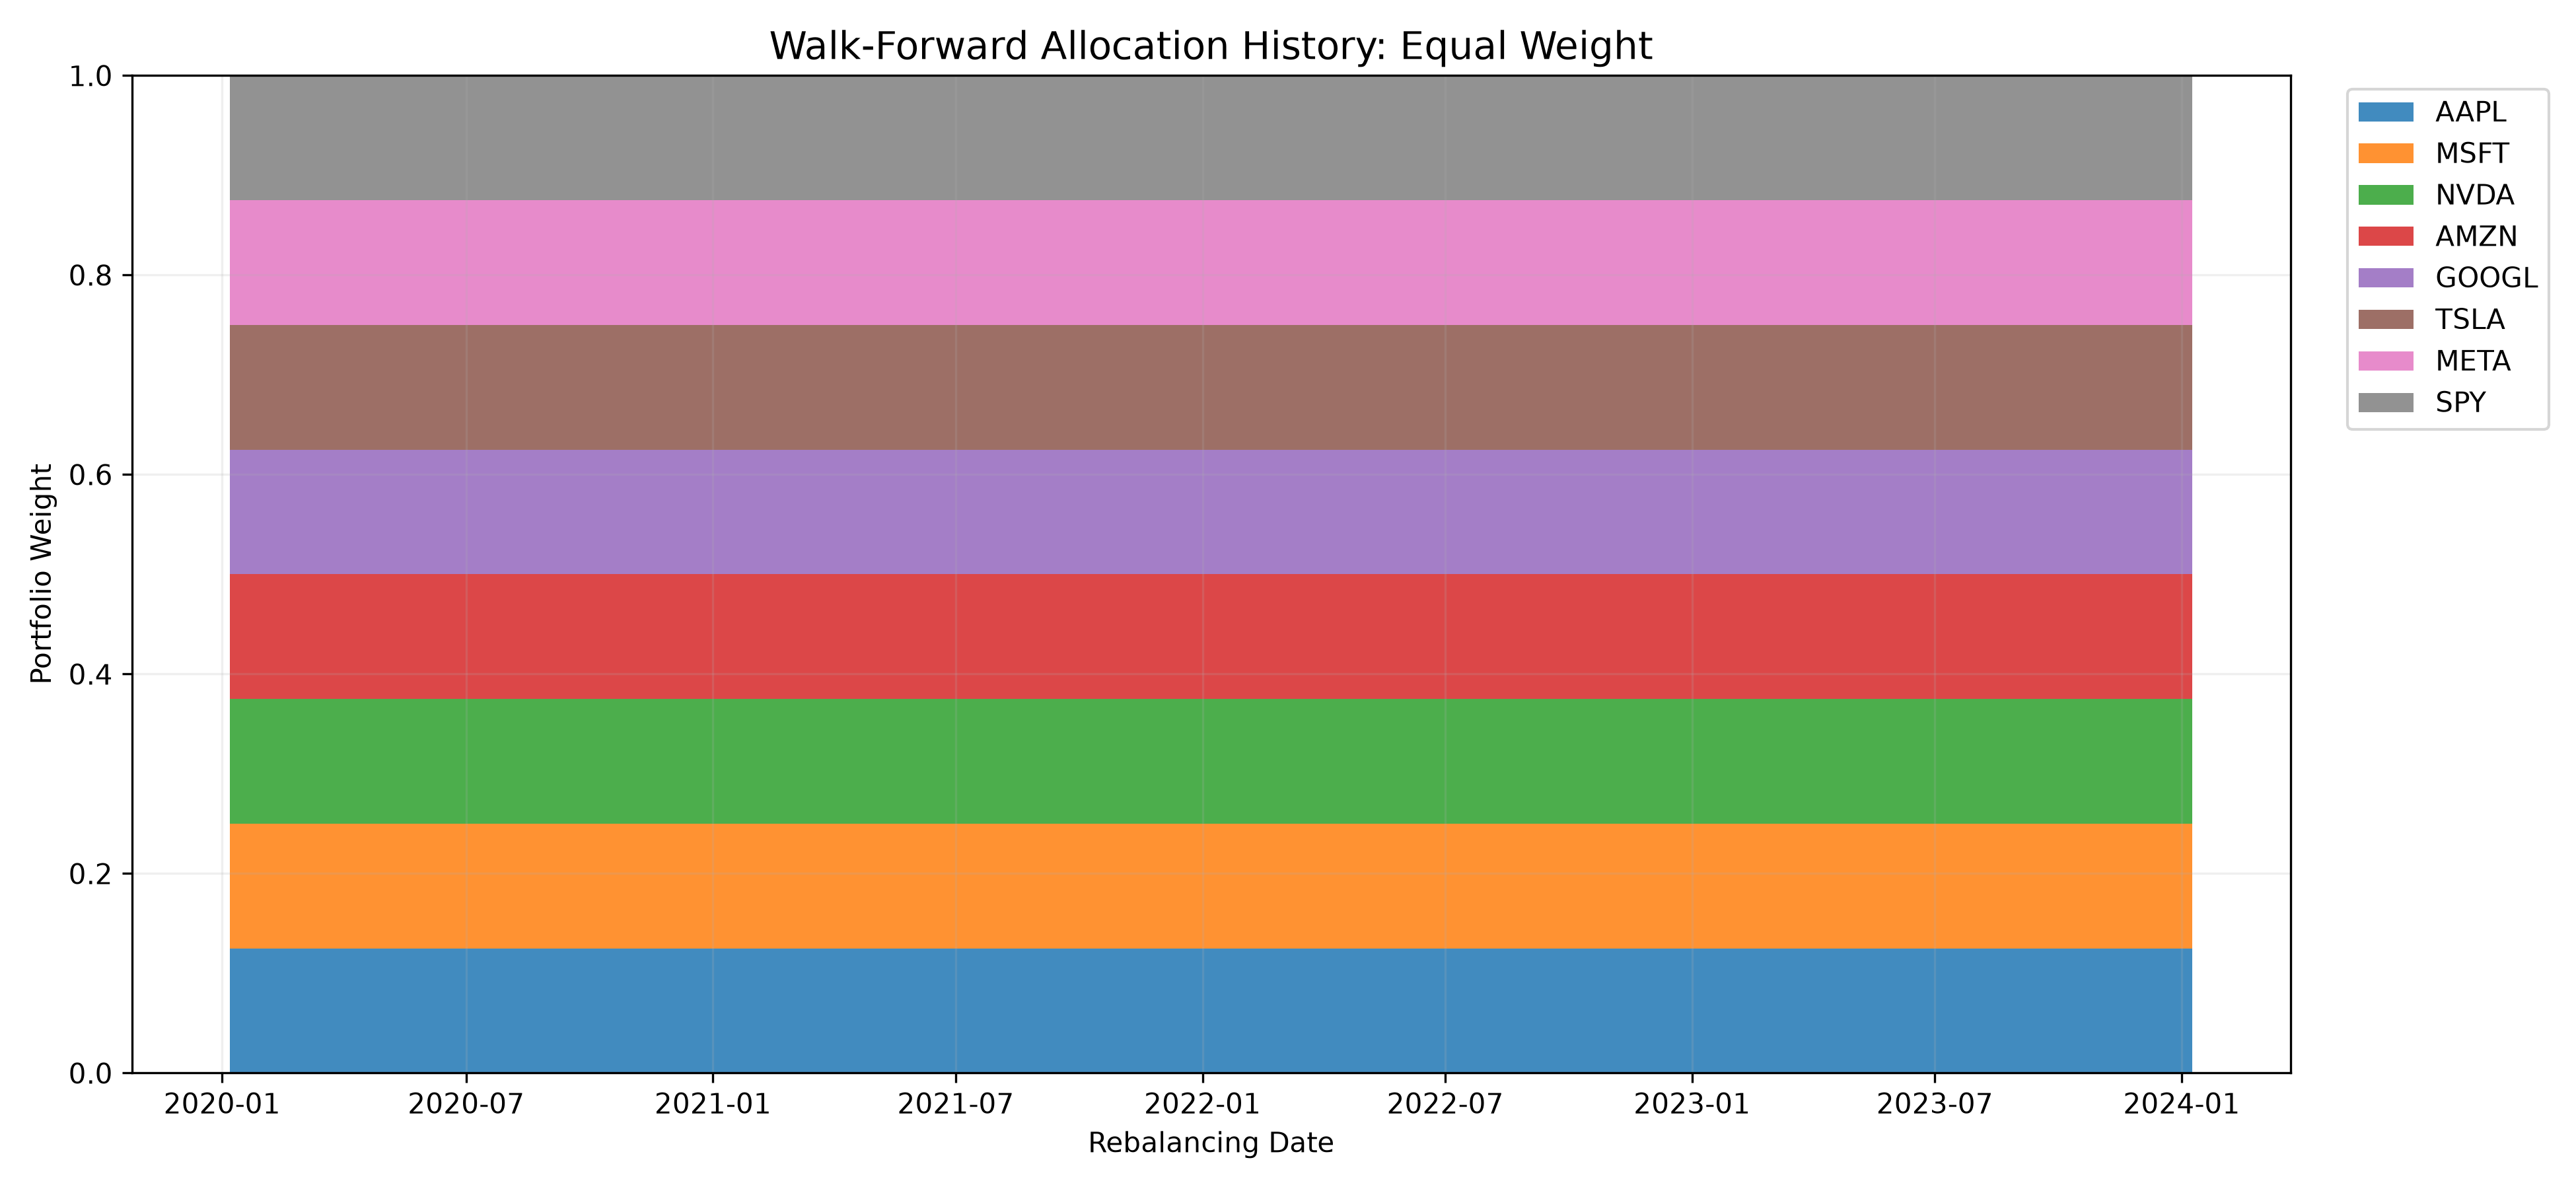 Walk-Forward Allocation History: Equal Weight
1.0
0.8
0.6
0.4
0.2
0.0
Portfolio Weight
2020-01
2020-07
2021-01
2021-07
2022-01
2022-07
2023-01
2023-07
2024-01
Rebalancing Date
AAPL
MSFT
NVDA
AMZN
GOOGL
TSLA
META
SPY